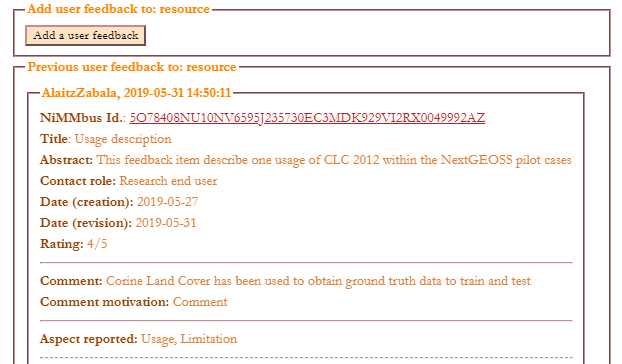 Add user feedback to: resource
Add a user feedback
Previous user feedback to: resource
AlaitzZabala, 2019-05-31 14:50:11
NiMMbus Id.: 5O78408NU10NV6595J235730EC3MDK929VI2RX0049992AZ
Title: Usage description
Abstract: This feedback item describe one usage of CLC 2012 within the NextGEOSS pilot cases
Contact role: Research end user
Date (creation): 2019-05-27
Date (revision): 2019-05-31
Rating: 4/5
Comment: Corine Land Cover has been used to obtain ground truth data to train and test
Comment motivation: Comment
Aspect reported: Usage, Limitation